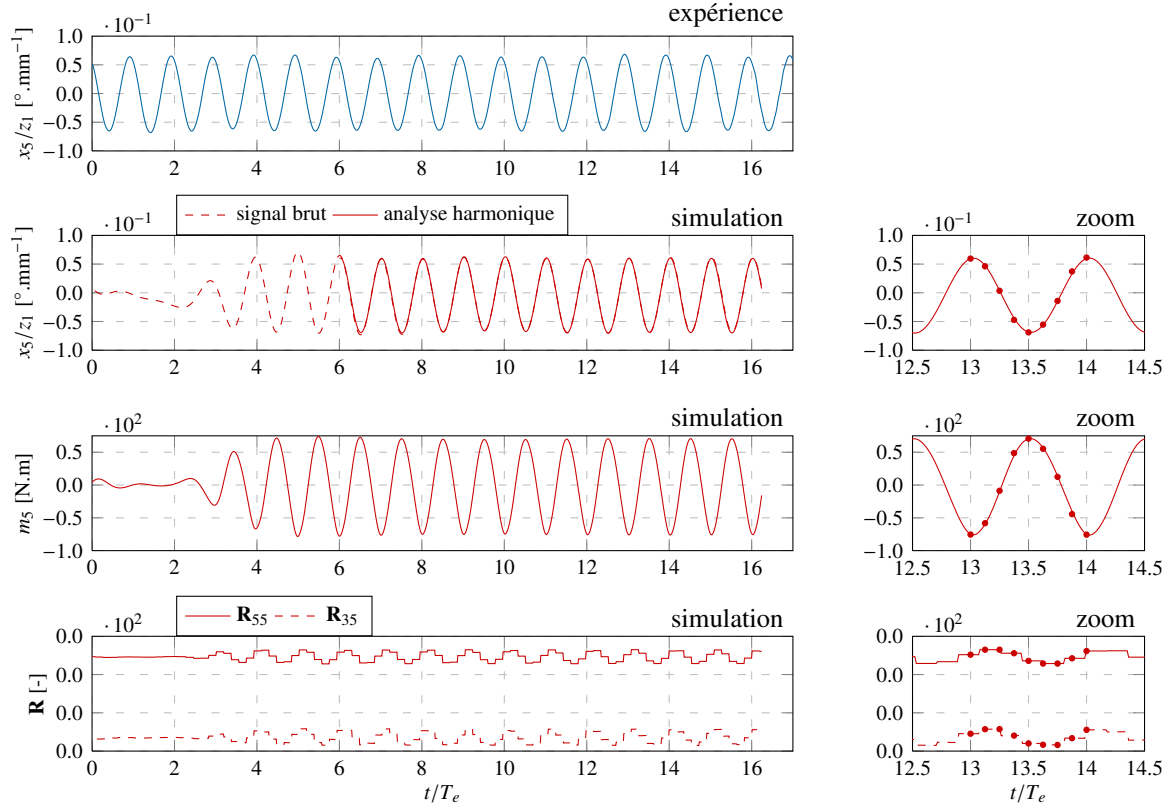 expérience
· 10⁻¹
x₅/z₁ [°.mm⁻¹]
1.0
0.5
0.0
−0.5
−1.0
0 2 4 6 8 10 12 14 16
signal brut analyse harmonique
simulation
zoom
· 10⁻¹
· 10⁻¹
x₅/z₁ [°.mm⁻¹]
1.0 1.0
0.5 0.5
0.0 0.0
−0.5 −0.5
−1.0 −1.0
0 2 4 6 8 10 12 14 16
12.5 13 13.5 14 14.5
simulation
zoom
· 10²
· 10²
m₅ [N.m]
0.5 0.5
0.0 0.0
−0.5 −0.5
−1.0 −1.0
0 2 4 6 8 10 12 14 16
12.5 13 13.5 14 14.5
R₅₅ R₃₅
simulation
zoom
· 10²
· 10²
R [-]
0.0 0.0
0.0 0.0
0.0 0.0
0.0 0.0
0 2 4 6 8 10 12 14 16
12.5 13 13.5 14 14.5
t/Tₑ t/Tₑ